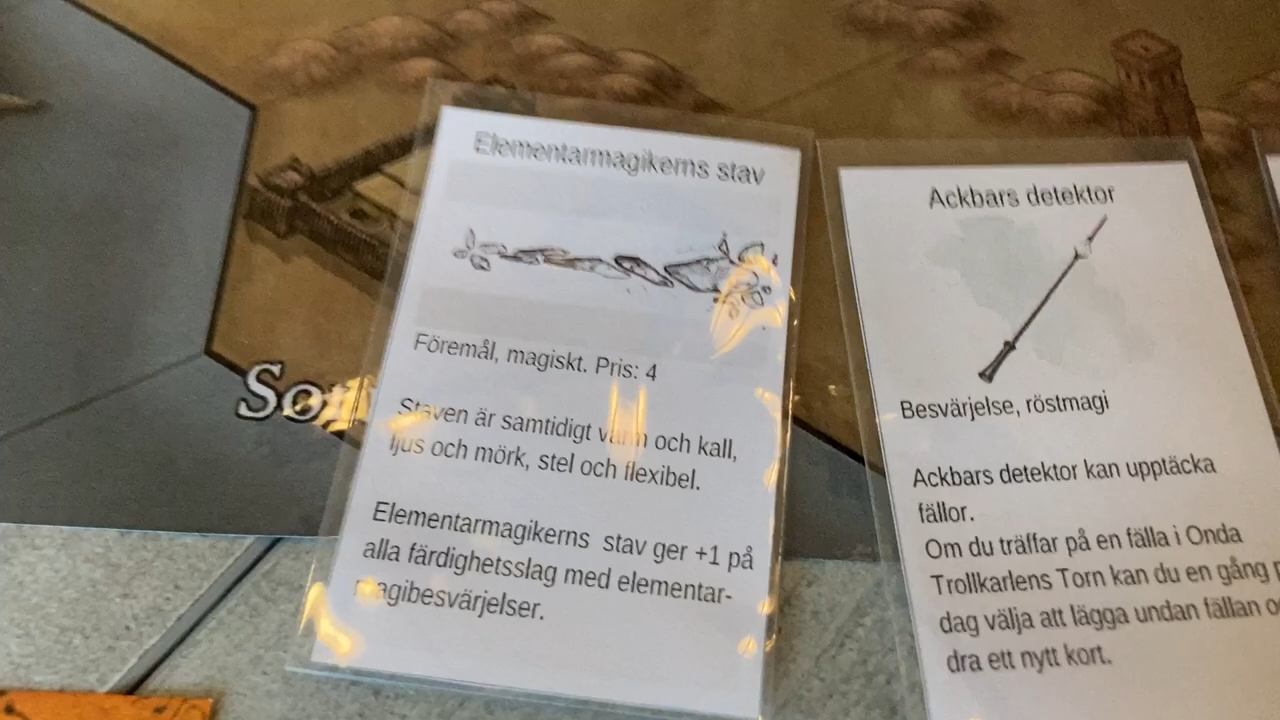 Elementarmagikerns stav
Föremål, magiskt. Pris: 4
Staven är samtidigt varm och kall,
ljus och mörk, stel och flexibel.
Elementarmagikerns stav ger +1 på
alla färdighetsslag med elementar-
magibesvärjelser.
Ackbars detektor
Besvärjelse, röstmagi
Ackbars detektor kan upptäcka
fällor.
Om du träffar på en fälla i Onda
Trollkarlens Torn kan du en gång
dag välja att lägga undan fällan
dra ett nytt kort.